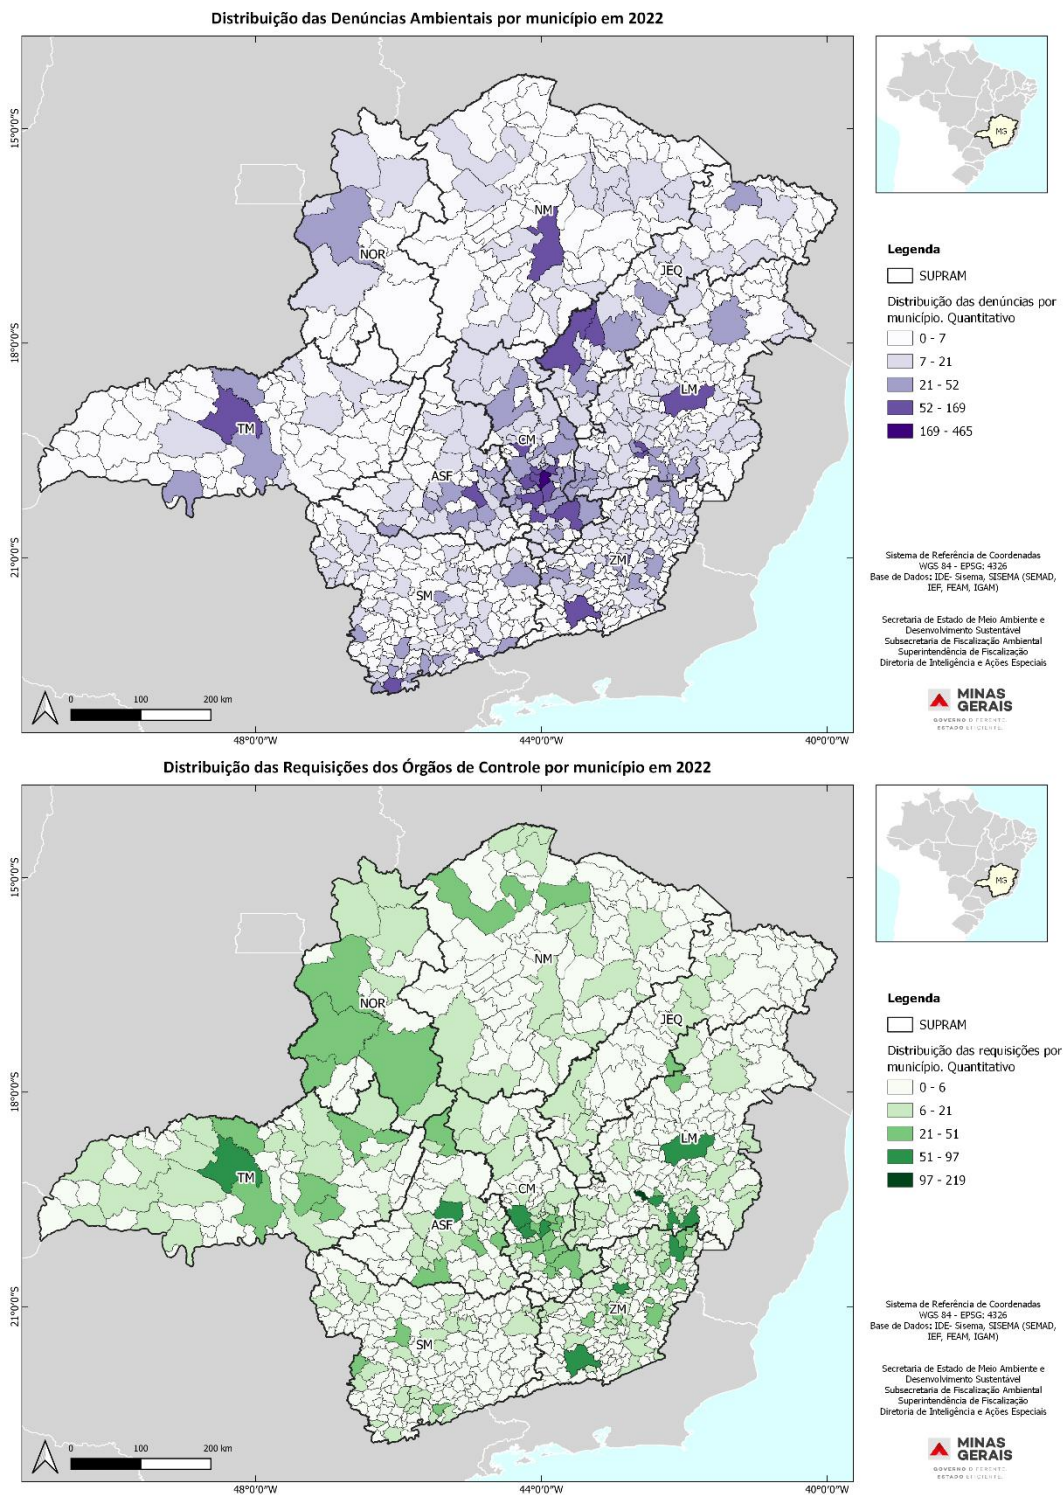 Distribuição das Denúncias Ambientais por município em 2022
MG
15°0'0"S
18°0'0"S
21°0'0"S
NM
NOR
JEQ
LM
TM
CM
ASF
ZM
SM
0 100 200 km
48°0'0"W 44°0'0"W 40°0'0"W
Legenda
SUPRAM
Distribuição das denúncias por
município. Quantitativo
0 - 7
7 - 21
21 - 52
52 - 169
169 - 465
Sistema de Referência de Coordenadas
WGS 84 - EPSG: 4326
Base de Dados: IDE- Sisema, SISEMA (SEMAD,
IEF, FEAM, IGAM)
Secretaria de Estado de Meio Ambiente e
Desenvolvimento Sustentável
Subsecretaria de Fiscalização Ambiental
Superintendência de Fiscalização
Diretoria de Inteligência e Ações Especiais
MINAS
GERAIS
GOVERNO DIFERENTE.
ESTADO EFICIENTE.
Distribuição das Requisições dos Órgãos de Controle por município em 2022
MG
15°0'0"S
18°0'0"S
21°0'0"S
NM
NOR
JEQ
LM
TM
CM
ASF
ZM
SM
0 100 200 km
48°0'0"W 44°0'0"W 40°0'0"W
Legenda
SUPRAM
Distribuição das requisições por
município. Quantitativo
0 - 6
6 - 21
21 - 51
51 - 97
97 - 219
Sistema de Referência de Coordenadas
WGS 84 - EPSG: 4326
Base de Dados: IDE- Sisema, SISEMA (SEMAD,
IEF, FEAM, IGAM)
Secretaria de Estado de Meio Ambiente e
Desenvolvimento Sustentável
Subsecretaria de Fiscalização Ambiental
Superintendência de Fiscalização
Diretoria de Inteligência e Ações Especiais
MINAS
GERAIS
GOVERNO DIFERENTE.
ESTADO EFICIENTE.